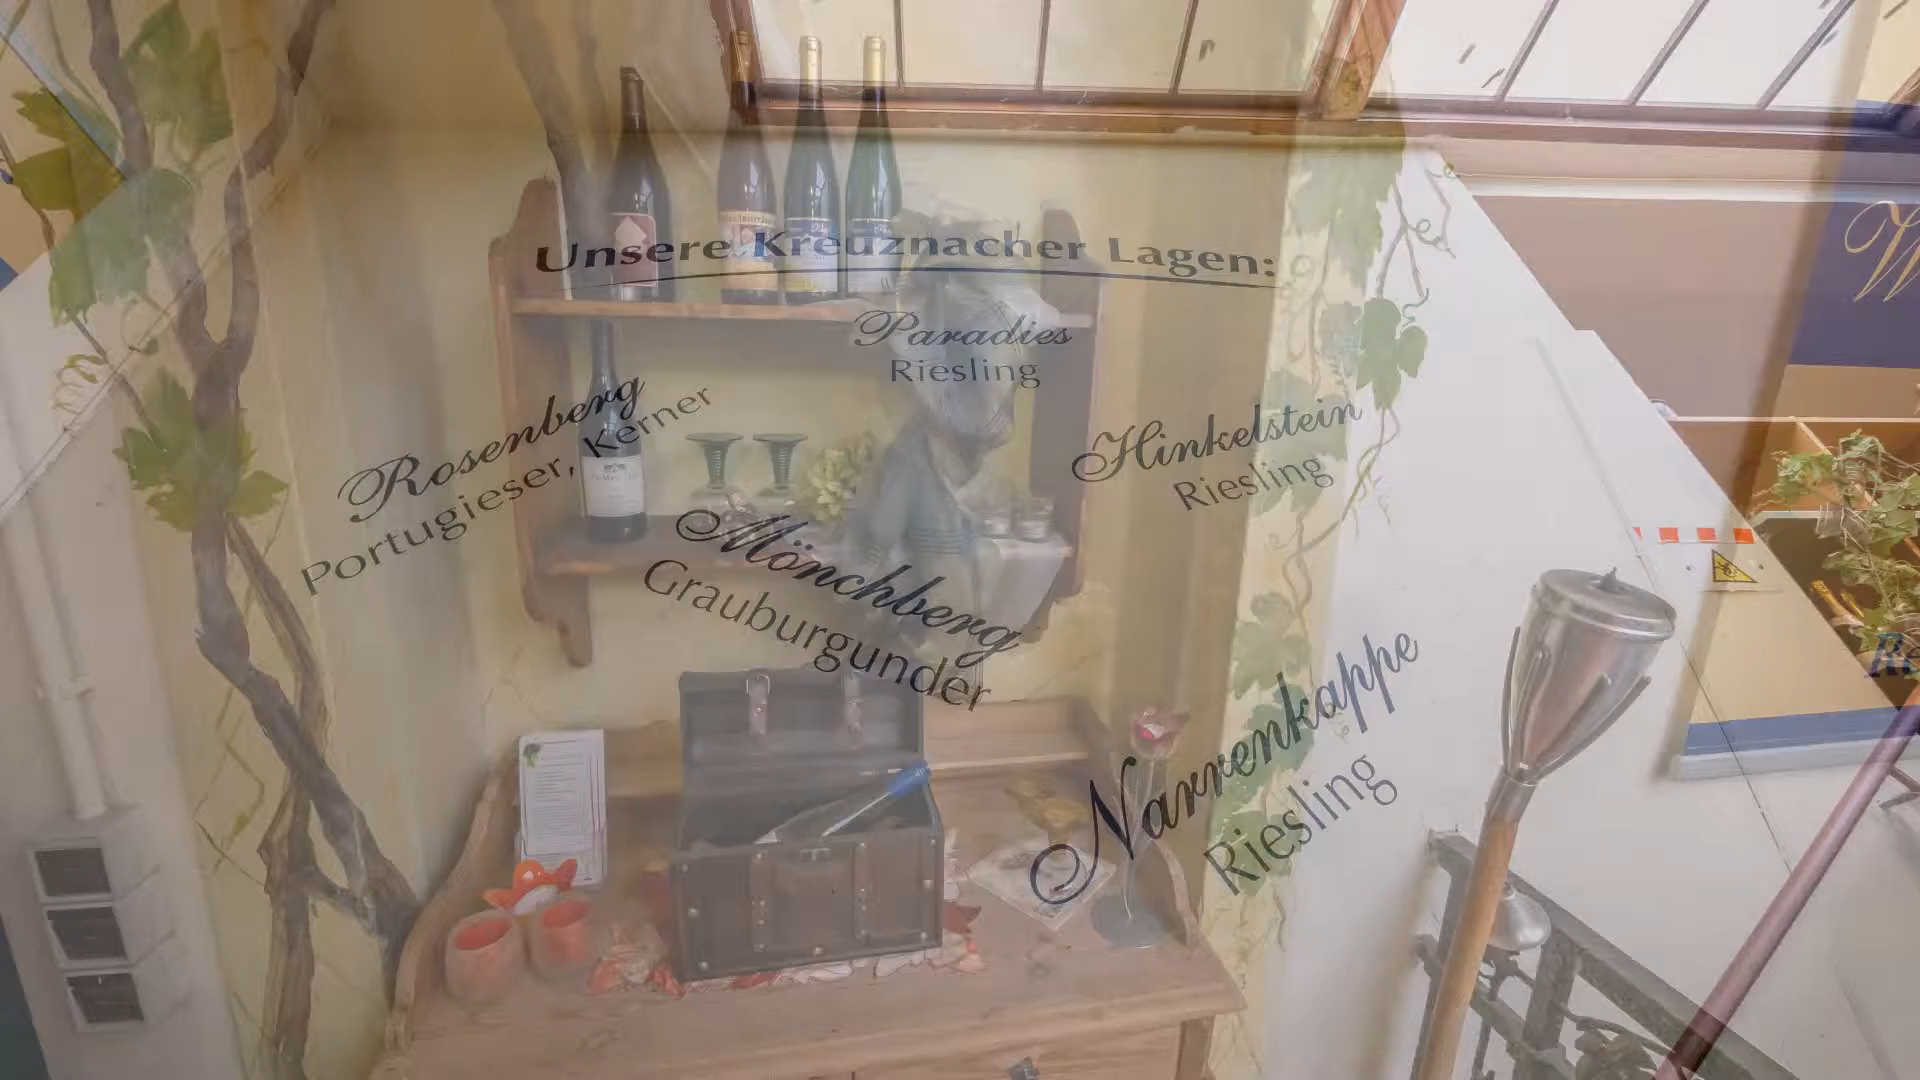 Unsere Kreuznacher Lagen:
Paradies
Riesling
Rosenberg
Portugieser, Kerner
Hinkelstein
Riesling
Mönchberg
Grauburgunder
Narrenkappe
Riesling